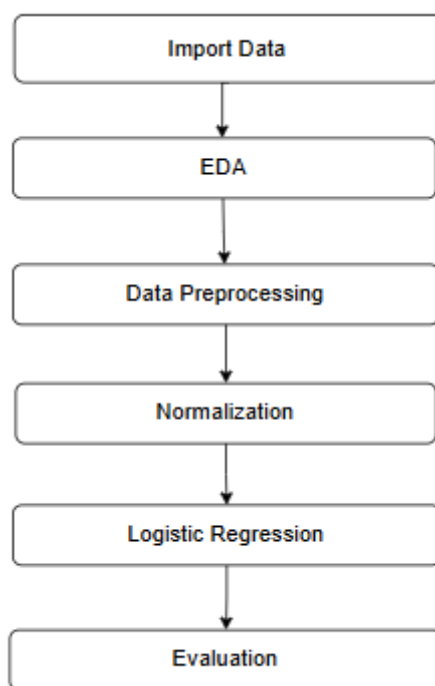 Import Data
EDA
Data Preprocessing
Normalization
Logistic Regression
Evaluation